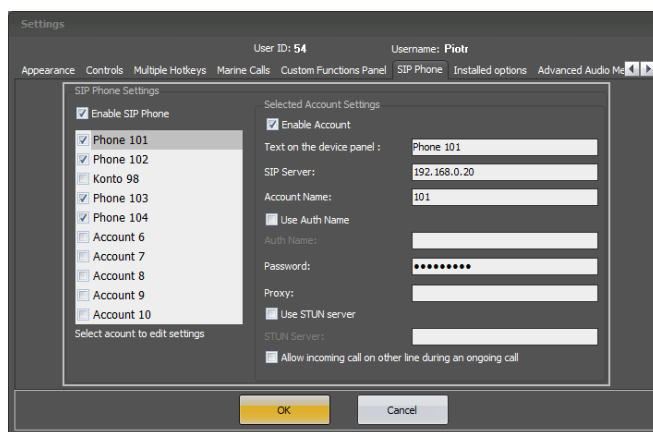 Settings
User ID: 54 Username: Piotr
Appearance Controls Multiple Hotkeys Marine Calls Custom Functions Panel SIP Phone Installed options Advanced Audio Me
SIP Phone Settings
Enable SIP Phone
Phone 101
Phone 102
Konto 98
Phone 103
Phone 104
Account 6
Account 7
Account 8
Account 9
Account 10
Select acount to edit settings
Selected Account Settings
Enable Account
Text on the device panel : Phone 101
SIP Server: 192.168.0.20
Account Name: 101
Use Auth Name
Auth Name:
Password: •••••••••
Proxy:
Use STUN server
STUN Server:
Allow incoming call on other line during an ongoing call
OK Cancel